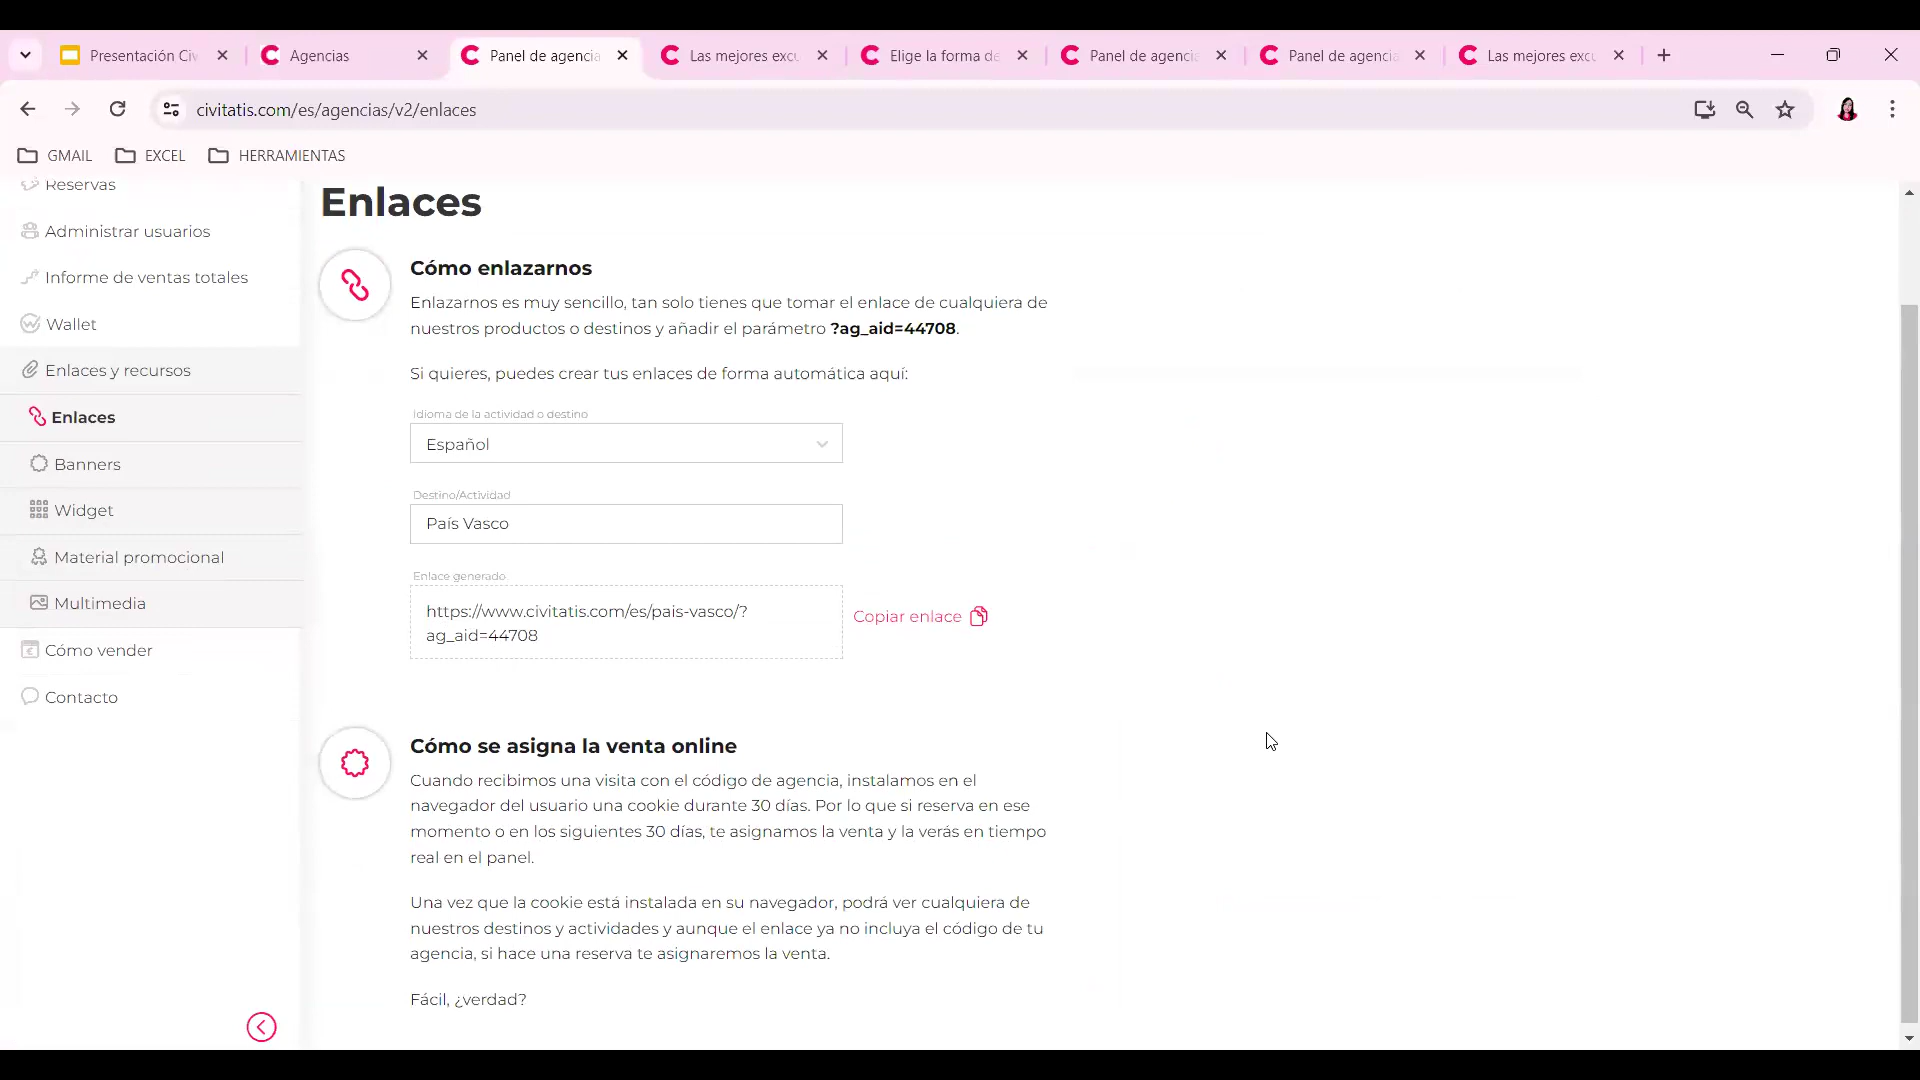 Presentación Civ
Agencias
Panel de agencia
Las mejores excu
Elige la forma de
Panel de agencia
Panel de agencia
Las mejores excu
civitatis.com/es/agencias/v2/enlaces
GMAIL
EXCEL
HERRAMIENTAS
Reservas
Administrar usuarios
Informe de ventas totales
Wallet
Enlaces y recursos
Enlaces
Banners
Widget
Material promocional
Multimedia
Cómo vender
Contacto
Enlaces
Cómo enlazarnos
Enlazarnos es muy sencillo, tan solo tienes que tomar el enlace de cualquiera de
nuestros productos o destinos y añadir el parámetro ?ag_aid=44708.
Si quieres, puedes crear tus enlaces de forma automática aquí:
Idioma de la actividad o destino
Español
Destino/Actividad
País Vasco
Enlace generado
https://www.civitatis.com/es/pais-vasco/?
ag_aid=44708
Copiar enlace
Cómo se asigna la venta online
Cuando recibimos una visita con el código de agencia, instalamos en el
navegador del usuario una cookie durante 30 días. Por lo que si reserva en ese
momento o en los siguientes 30 días, te asignamos la venta y la verás en tiempo
real en el panel.
Una vez que la cookie está instalada en su navegador, podrá ver cualquiera de
nuestros destinos y actividades y aunque el enlace ya no incluya el código de tu
agencia, si hace una reserva te asignaremos la venta.
Fácil, ¿verdad?